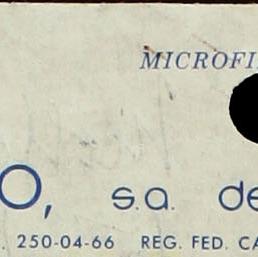 MICROFI
O, s.a. de
. 250-04-66 REG. FED. CA